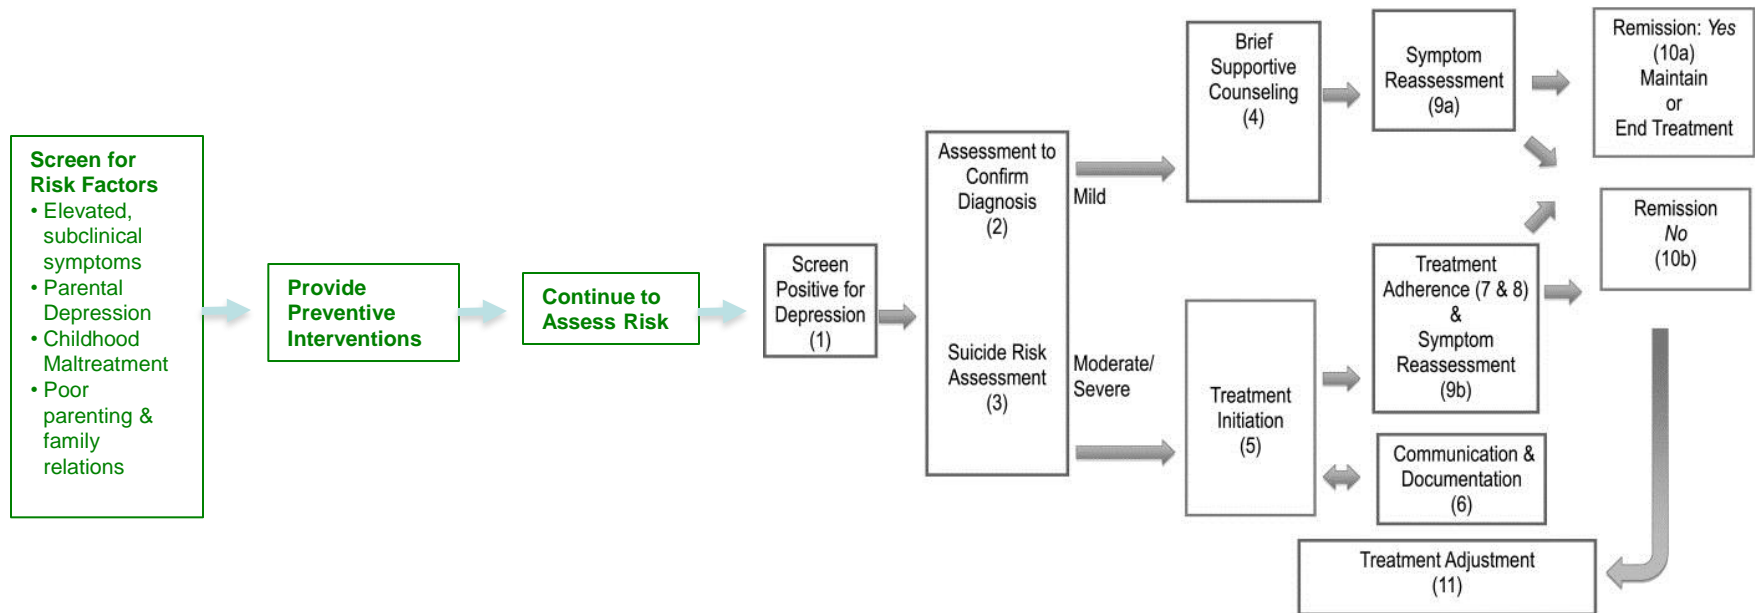 Screen for
Risk Factors
• Elevated,
subclinical
symptoms
• Parental
Depression
• Childhood
Maltreatment
• Poor
parenting &
family
relations
Provide
Preventive
Interventions
Continue to
Assess Risk
Screen
Positive for
Depression
(1)
Assessment to
Confirm
Diagnosis
(2)
Suicide Risk
Assessment
(3)
Mild
Moderate/
Severe
Brief
Supportive
Counseling
(4)
Treatment
Initiation
(5)
Symptom
Reassessment
(9a)
Treatment
Adherence (7 & 8)
&
Symptom
Reassessment
(9b)
Communication &
Documentation
(6)
Remission: Yes
(10a)
Maintain
or
End Treatment
Remission
No
(10b)
Treatment Adjustment
(11)